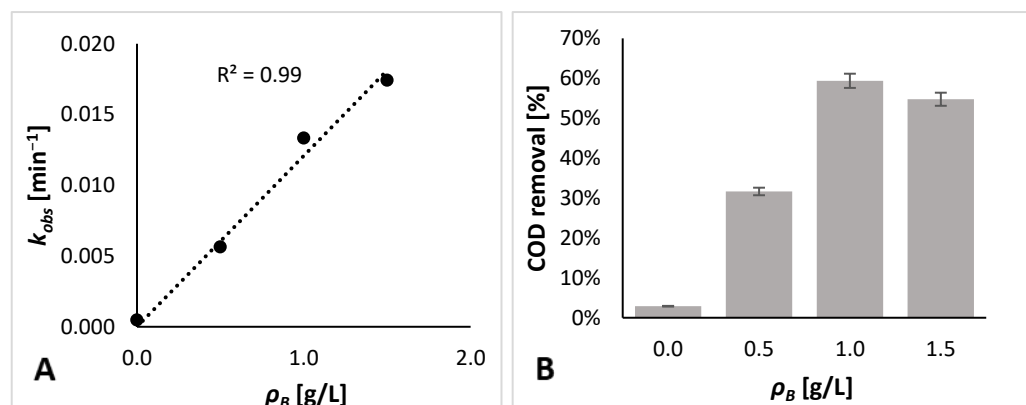 0.020
0.015
0.010
0.005
0.000
k_obs [min⁻¹]
R² = 0.99
0.0 1.0 2.0
ρ_B [g/L]
A
70%
60%
50%
40%
30%
20%
10%
0%
COD removal [%]
0.0 0.5 1.0 1.5
ρ_B [g/L]
B